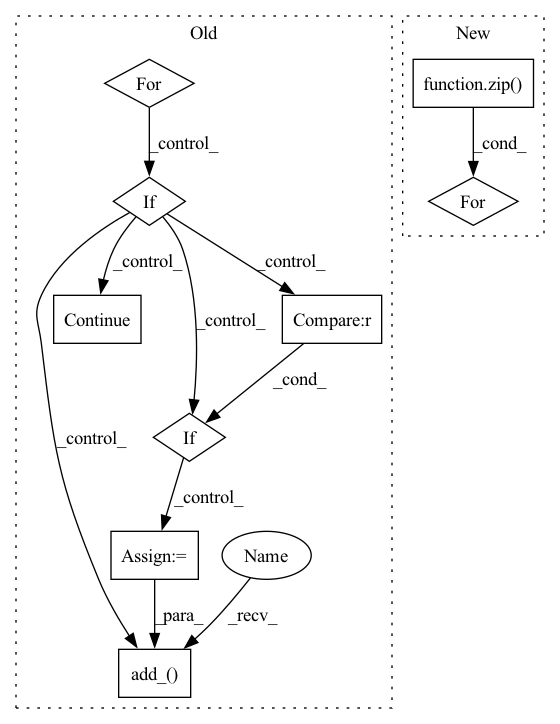 Old
New
For
function.zip()
_control_
_cond_
If
For
_control_
_control_
Continue
_control_
Compare:r
_cond_
_control_
If
_control_
Assign:=
Name
_para_
_recv_
add_()